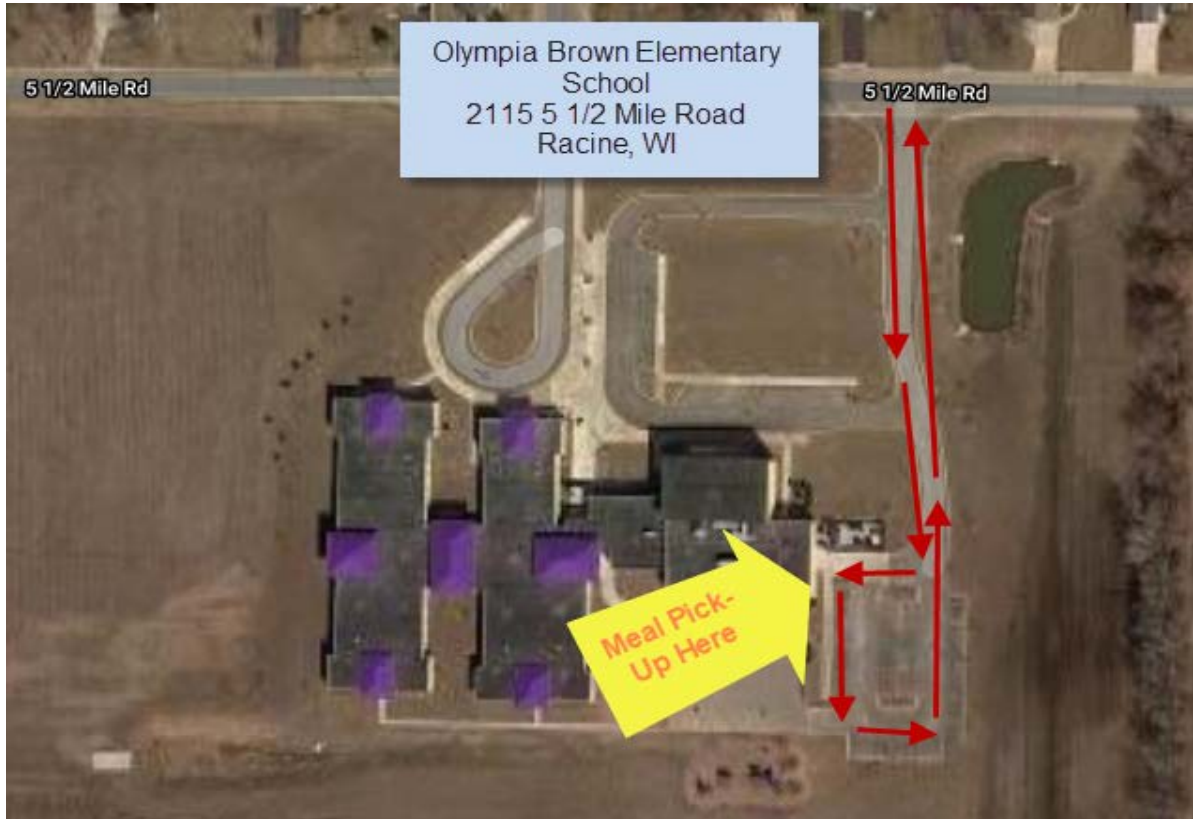 Olympia Brown Elementary
School
2115 5 1/2 Mile Road
Racine, WI
5 1/2 Mile Rd
5 1/2 Mile Rd
Meal Pick-
Up Here